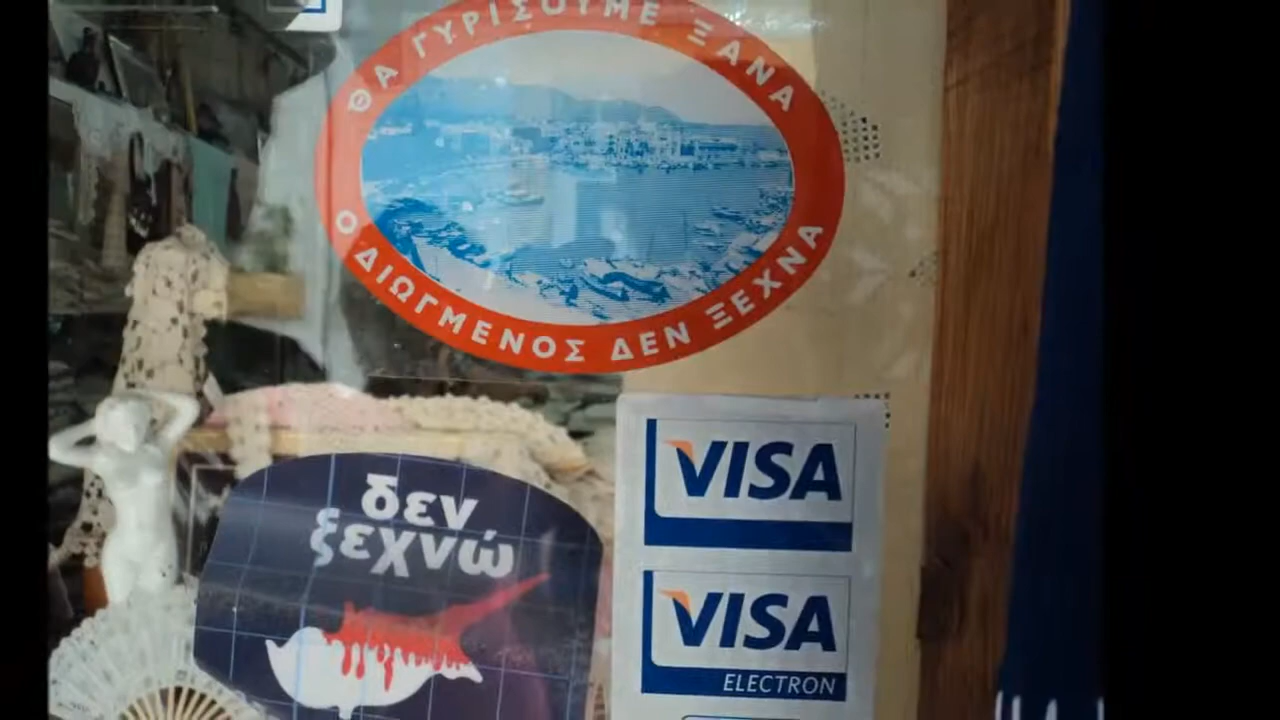 ΘΑ ΓΥΡΙΣΟΥΜΕ ΞΑΝΑ
Ο ΔΙΩΓΜΕΝΟΣ ΔΕΝ ΞΕΧΝΑ
δεν
ξεχνώ
VISA
VISA
ELECTRON